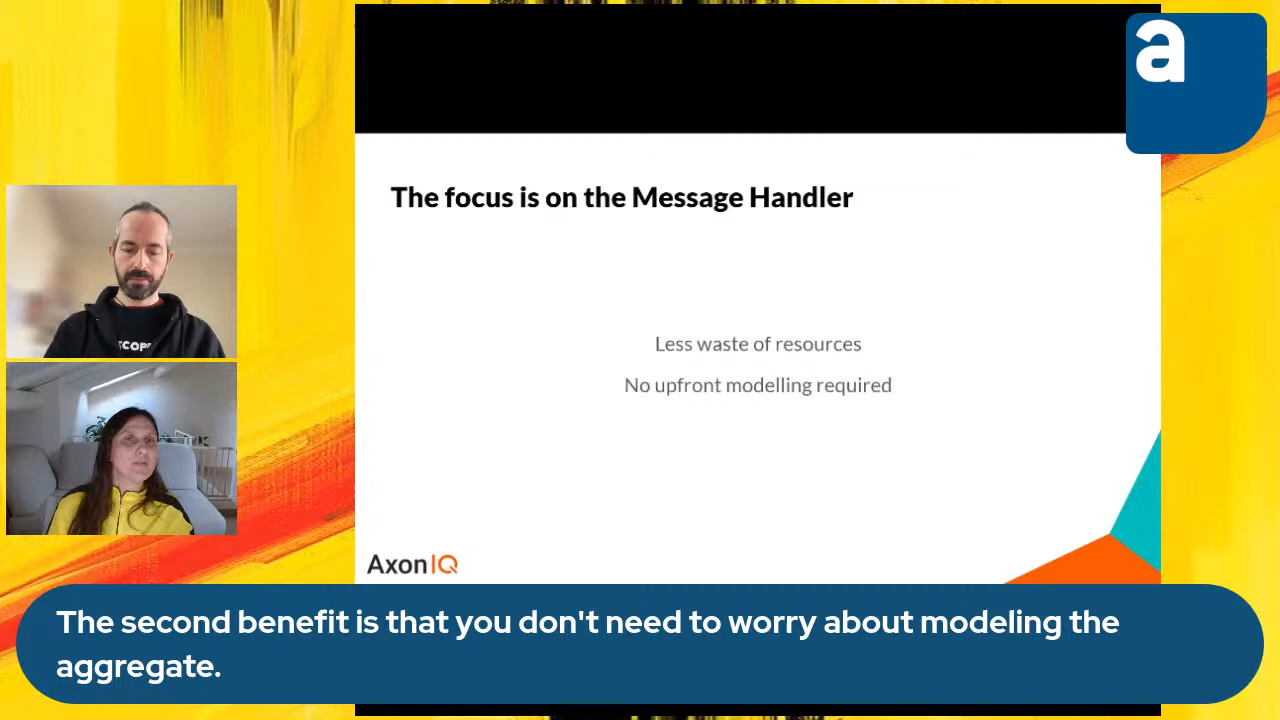 a
The focus is on the Message Handler
Less waste of resources
No upfront modelling required
AxonIQ
The second benefit is that you don't need to worry about modeling the
aggregate.